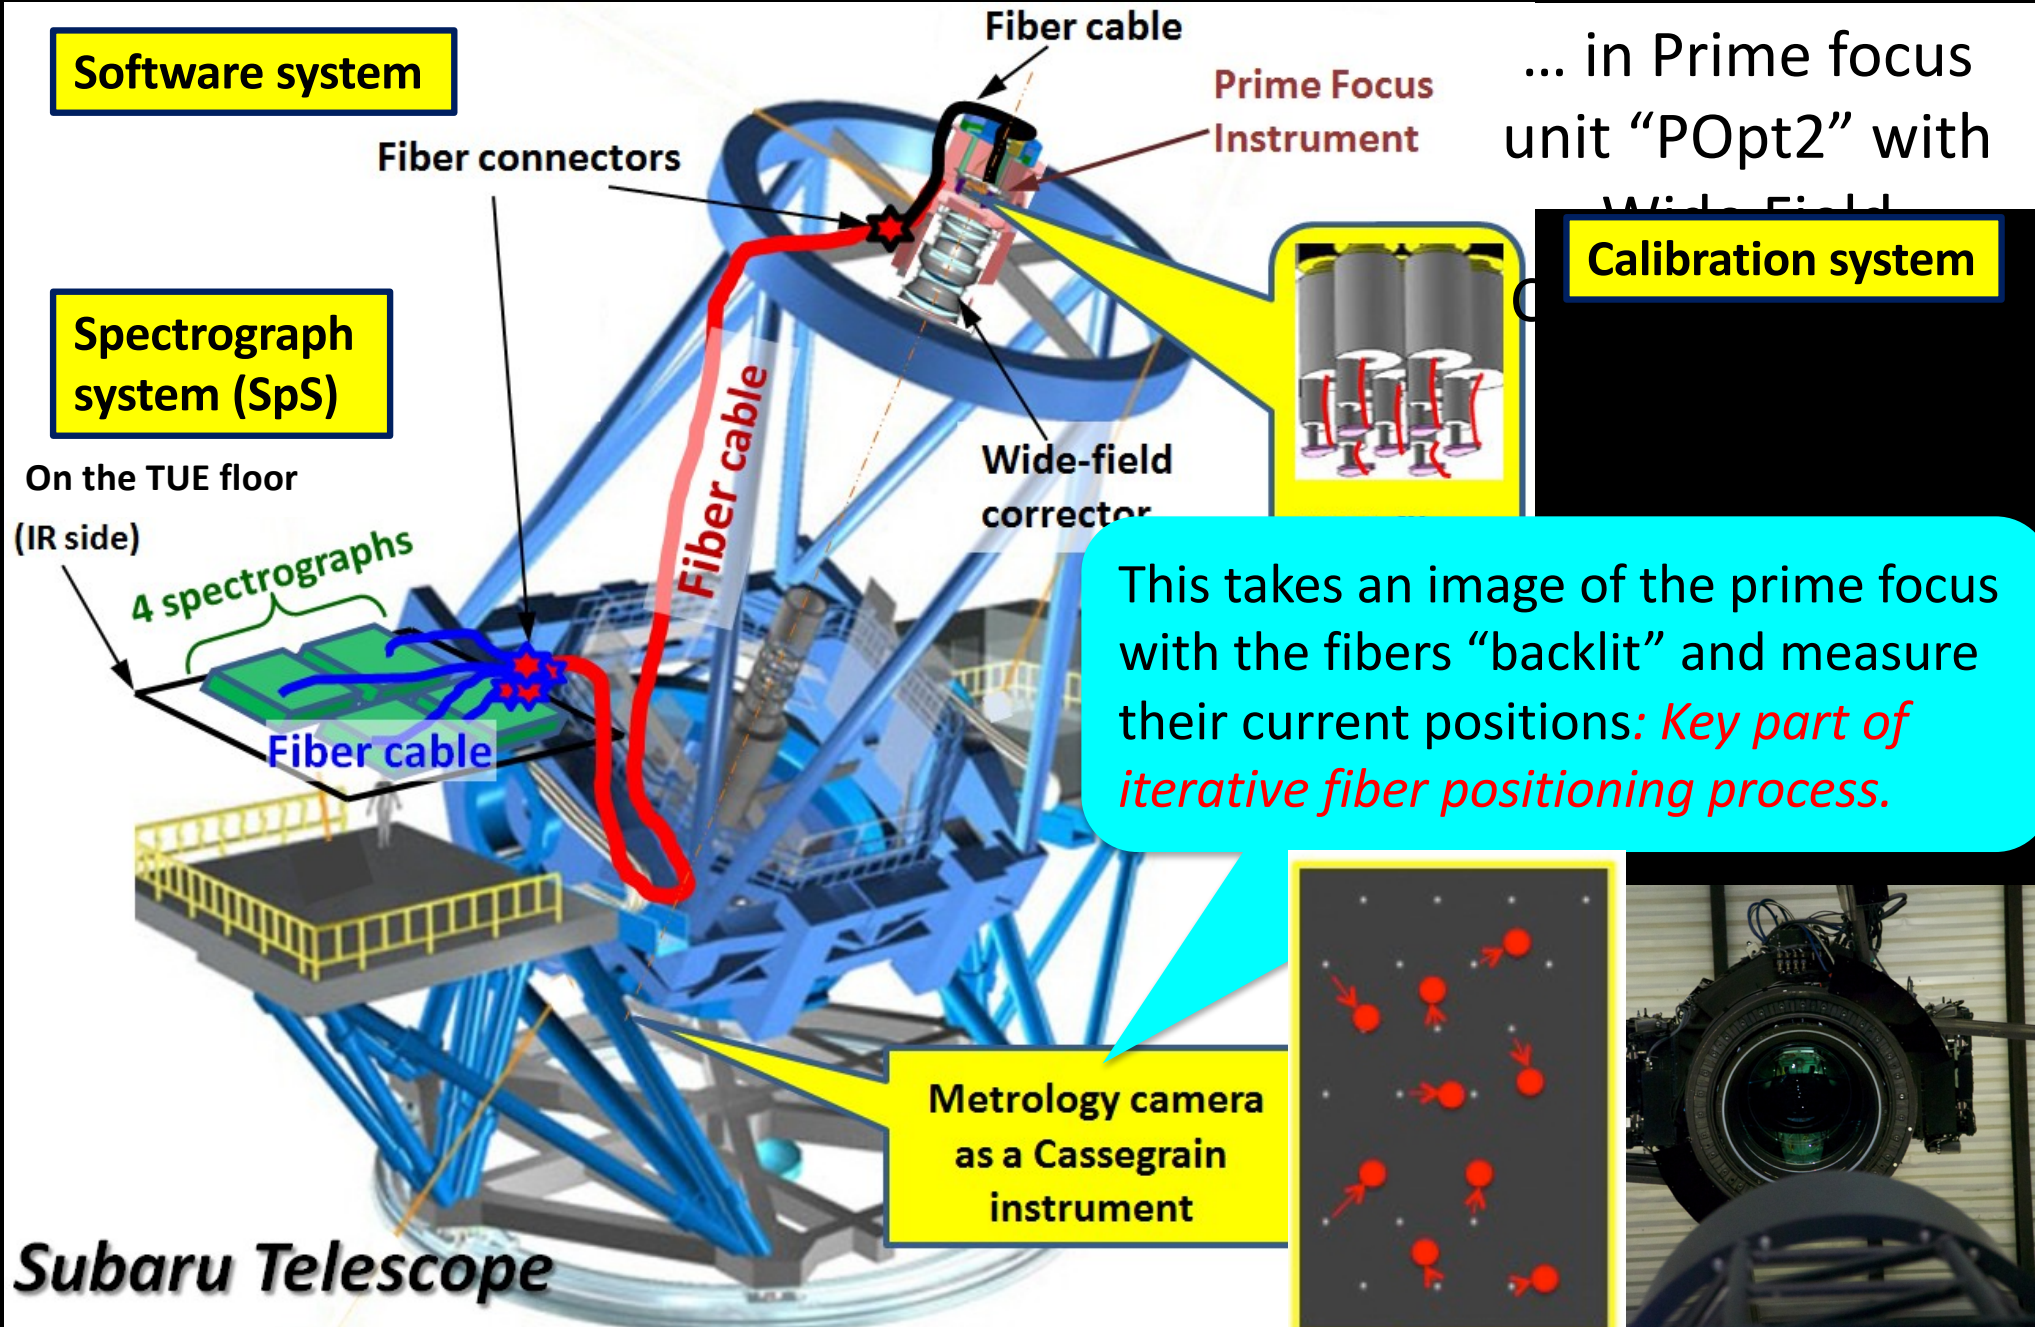 Software system
Fiber cable
Prime Focus
Instrument
… in Prime focus
unit “POpt2” with
Wide Field
Fiber connectors
Calibration system
Spectrograph
system (SpS)
On the TUE floor
(IR side)
4 spectrographs
Fiber cable
Wide-field
corrector
Fiber cable
This takes an image of the prime focus
with the fibers “backlit” and measure
their current positions: Key part of
iterative fiber positioning process.
Metrology camera
as a Cassegrain
instrument
Subaru Telescope